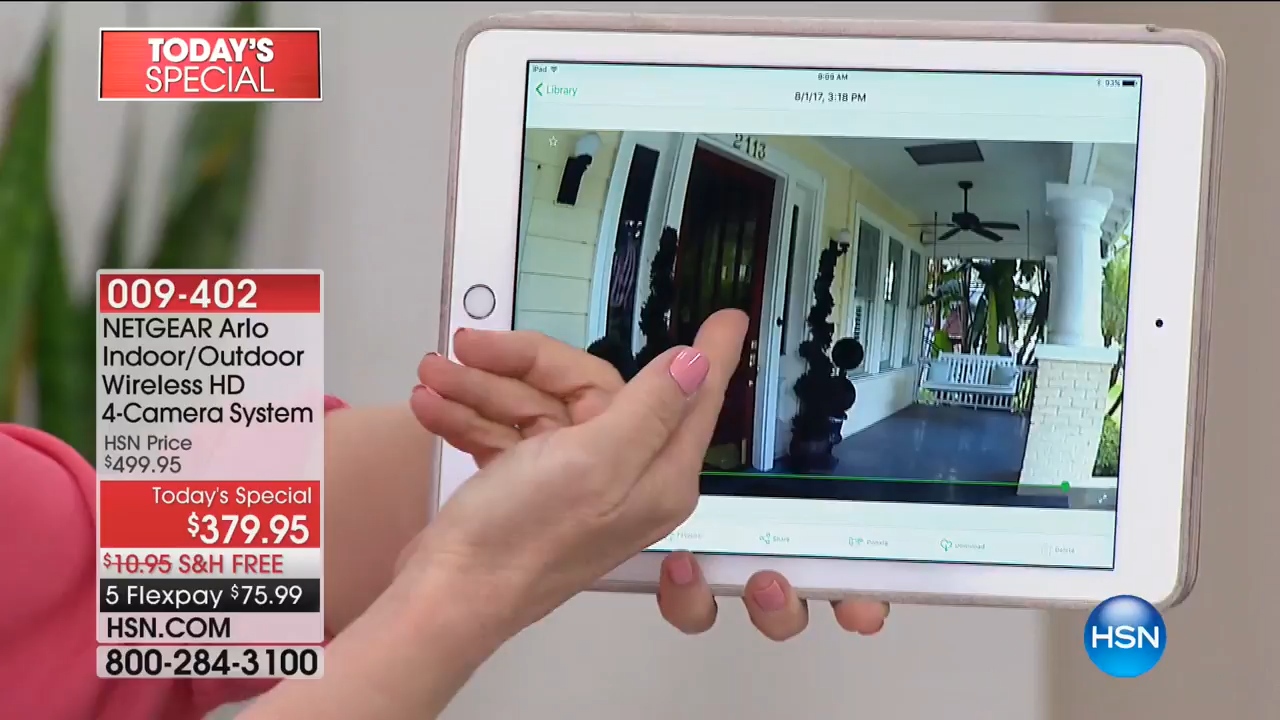 TODAY'S
SPECIAL
009-402
NETGEAR Arlo
Indoor/Outdoor
Wireless HD
4-Camera System
HSN Price
$499.95
Today's Special
$379.95
$10.95 S&H FREE
5 Flexpay $75.99
HSN.COM
800-284-3100
iPad
9:09 AM
93%
Library
8/1/17, 3:18 PM
2113
Share
Download
Delete
HSN